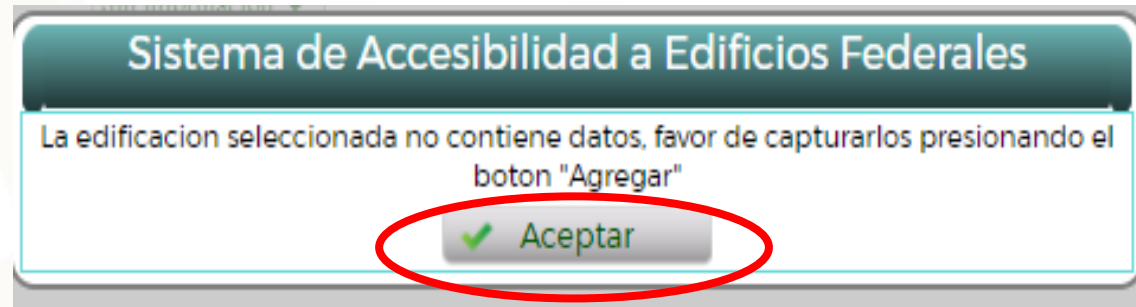 Sistema de Accesibilidad a Edificios Federales
La edificacion seleccionada no contiene datos, favor de capturarlos presionando el
boton "Agregar"
Aceptar